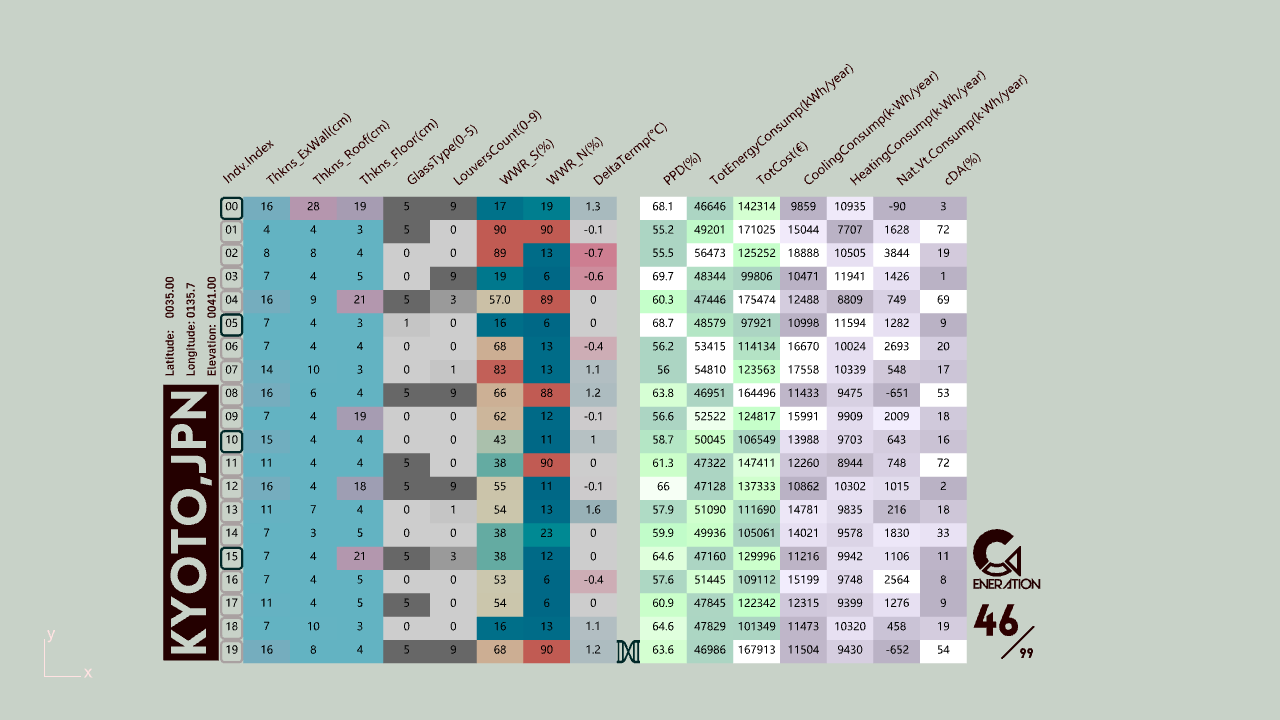 Indv.Index Thkns_ExWall(cm) Thkns_Roof(cm) Thkns_Floor(cm) GlassType(0-5) LouversCount(0-9) WWR_S(%) WWR_N(%) DeltaTermp(°C) PPD(%) TotEnergyConsump(kWh/year) TotCost(€) CoolingConsump(k·Wh/year) HeatingConsump(k·Wh/year) Nat.Vt.Consump(k·Wh/year) cDA(%)
00 16 28 19 5 9 17 19 1.3 68.1 46646 142314 9859 10935 -90 3
01 4 4 3 5 0 90 90 -0.1 55.2 49201 171025 15044 7707 1628 72
02 8 8 4 0 0 89 13 -0.7 55.5 56473 125252 18888 10505 3844 19
03 7 4 5 0 9 19 6 -0.6 69.7 48344 99806 10471 11941 1426 1
04 16 9 21 5 3 57.0 89 0 60.3 47446 175474 12488 8809 749 69
05 7 4 3 1 0 16 6 0 68.7 48579 97921 10998 11594 1282 9
06 7 4 4 0 0 68 13 -0.4 56.2 53415 114134 16670 10024 2693 20
07 14 10 3 0 1 83 13 1.1 56 54810 123563 17558 10339 548 17
08 16 6 4 5 9 66 88 1.2 63.8 46951 164496 11433 9475 -651 53
09 7 4 19 0 0 62 12 -0.1 56.6 52522 124817 15991 9909 2009 18
10 15 4 4 0 0 43 11 1 58.7 50045 106549 13988 9703 643 16
11 11 4 4 5 0 38 90 0 61.3 47322 147411 12260 8944 748 72
12 16 4 18 5 9 55 11 -0.1 66 47128 137333 10862 10302 1015 2
13 11 7 4 0 1 54 13 1.6 57.9 51090 111690 14781 9835 216 18
14 7 3 5 0 0 38 23 0 59.9 49936 105061 14021 9578 1830 33
15 7 4 21 5 3 38 12 0 64.6 47160 129996 11216 9942 1106 11
16 7 4 5 0 0 53 6 -0.4 57.6 51445 109112 15199 9748 2564 8
17 11 4 5 5 0 54 6 0 60.9 47845 122342 12315 9399 1276 9
18 7 10 3 0 0 16 13 1.1 64.6 47829 101349 11473 10320 458 19
19 16 8 4 5 9 68 90 1.2 63.6 46986 167913 11504 9430 -652 54
Latitude: 0035.00
Longitude: 0135.7
Elevation: 0041.00
KYOTO,JPN
G
ENERATION
46/99
y
x